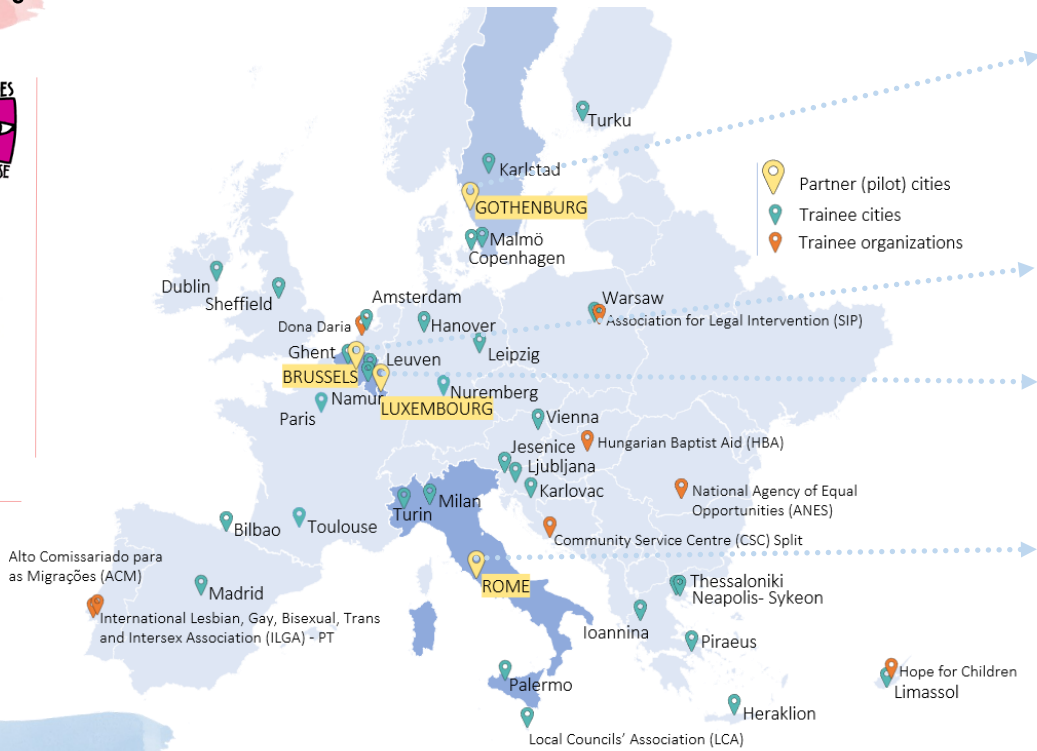 ES
SE
Turku
Karlstad
Partner (pilot) cities
GOTHENBURG
Trainee cities
Malmö
Trainee organizations
Copenhagen
Dublin
Sheffield
Amsterdam
Warsaw
Dona Daria
Hanover
Association for Legal Intervention (SIP)
Ghent
Leuven
Leipzig
BRUSSELS
Namur
Nuremberg
LUXEMBOURG
Paris
Vienna
Hungarian Baptist Aid (HBA)
Jesenice
Ljubljana
Karlovac
National Agency of Equal
Opportunities (ANES)
Turin
Milan
Bilbao
Toulouse
Community Service Centre (CSC) Split
Alto Comissariado para
as Migrações (ACM)
Madrid
ROME
Thessaloniki
Neapolis- Sykeon
International Lesbian, Gay, Bisexual, Trans
and Intersex Association (ILGA) - PT
Ioannina
Piraeus
Hope for Children
Limassol
Palermo
Heraklion
Local Councils' Association (LCA)